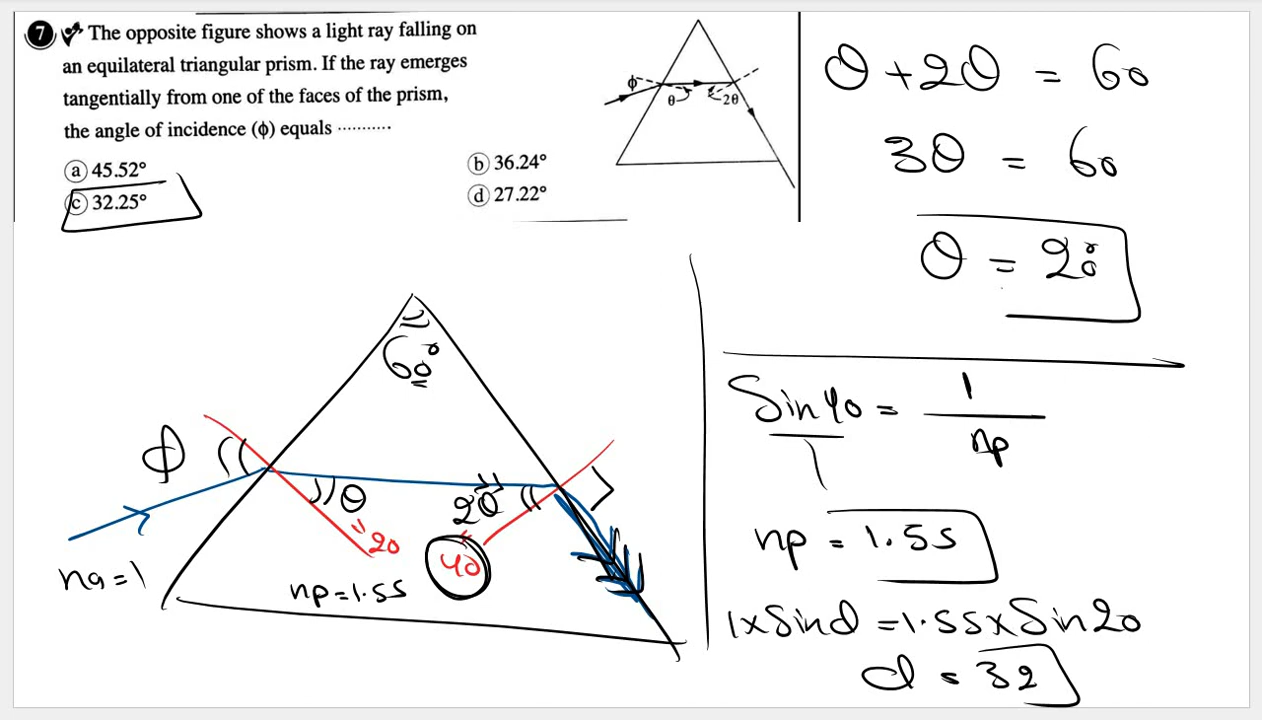 7 The opposite figure shows a light ray falling on
an equilateral triangular prism. If the ray emerges
tangentially from one of the faces of the prism,
the angle of incidence (ϕ) equals ...........
a 45.52°
b 36.24°
c 32.25°
d 27.22°
ϕ
θ
2θ
θ + 2θ = 60
3θ = 60
θ = 20°
60°
ϕ
θ
20
2θ
40
na=1
np=1.55
Sin 40 = 1/np
1
np = 1.55
1×Sin ϕ =1.55×Sin 20
ϕ = 32